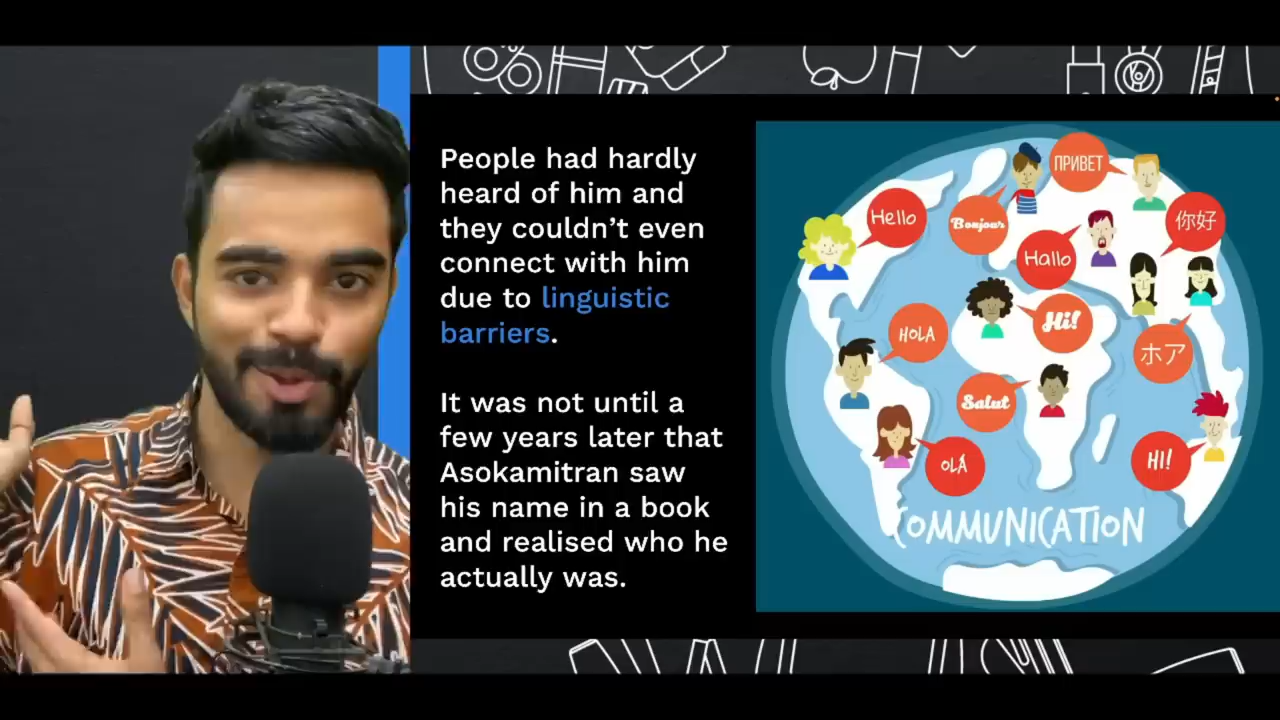 People had hardly
heard of him and
they couldn’t even
connect with him
due to linguistic
barriers.
It was not until a
few years later that
Asokamitran saw
his name in a book
and realised who he
actually was.
ПРИВЕТ
Hello
Bonjour
你好
Hallo
HOLA
Hi!
ホア
Salut
OLÁ
HI!
COMMUNICATION